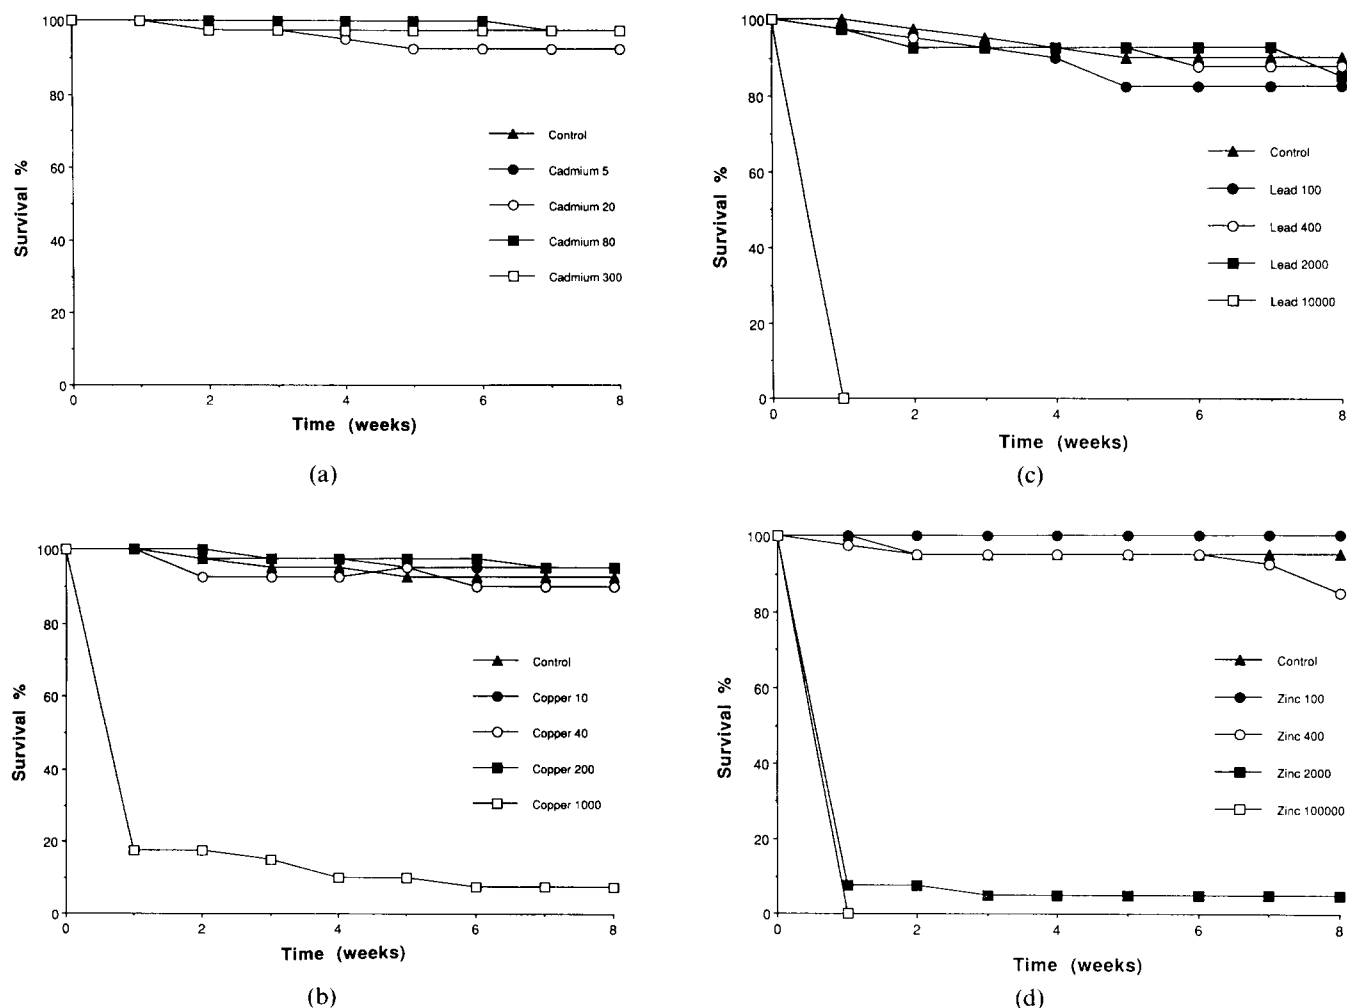 100
80
60
40
20
0
Survival %
Control
Cadmium 5
Cadmium 20
Cadmium 80
Cadmium 300
0 2 4 6 8
Time (weeks)
(a)
100
80
60
40
20
0
Survival %
Control
Lead 100
Lead 400
Lead 2000
Lead 10000
0 2 4 6 8
Time (weeks)
(c)
100
80
60
40
20
0
Survival %
Control
Copper 10
Copper 40
Copper 200
Copper 1000
0 2 4 6 8
Time (weeks)
(b)
100
80
60
40
20
0
Survival %
Control
Zinc 100
Zinc 400
Zinc 2000
Zinc 100000
0 2 4 6 8
Time (weeks)
(d)